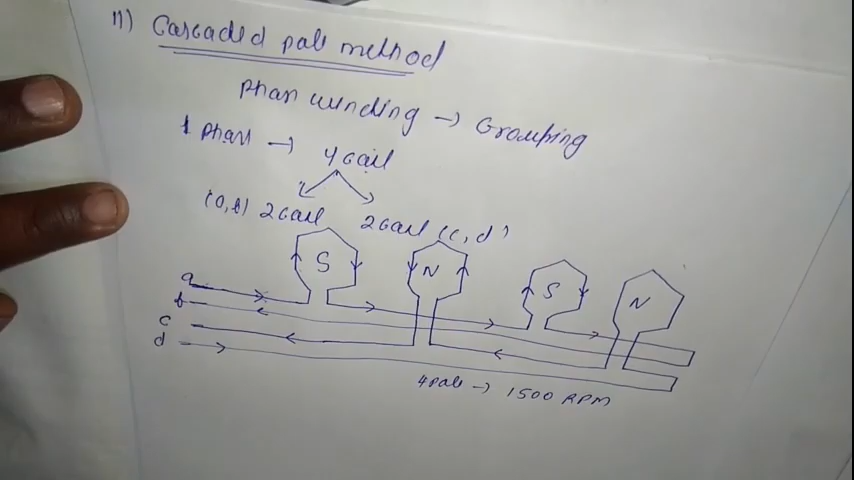 11) Cascaded pole method
Phase winding → Grouping
1 phase → 4 Coil
(a, b) 2 Coil 2 Coil (c, d)
S N S N
a
b
c
d
4 pole → 1500 RPM